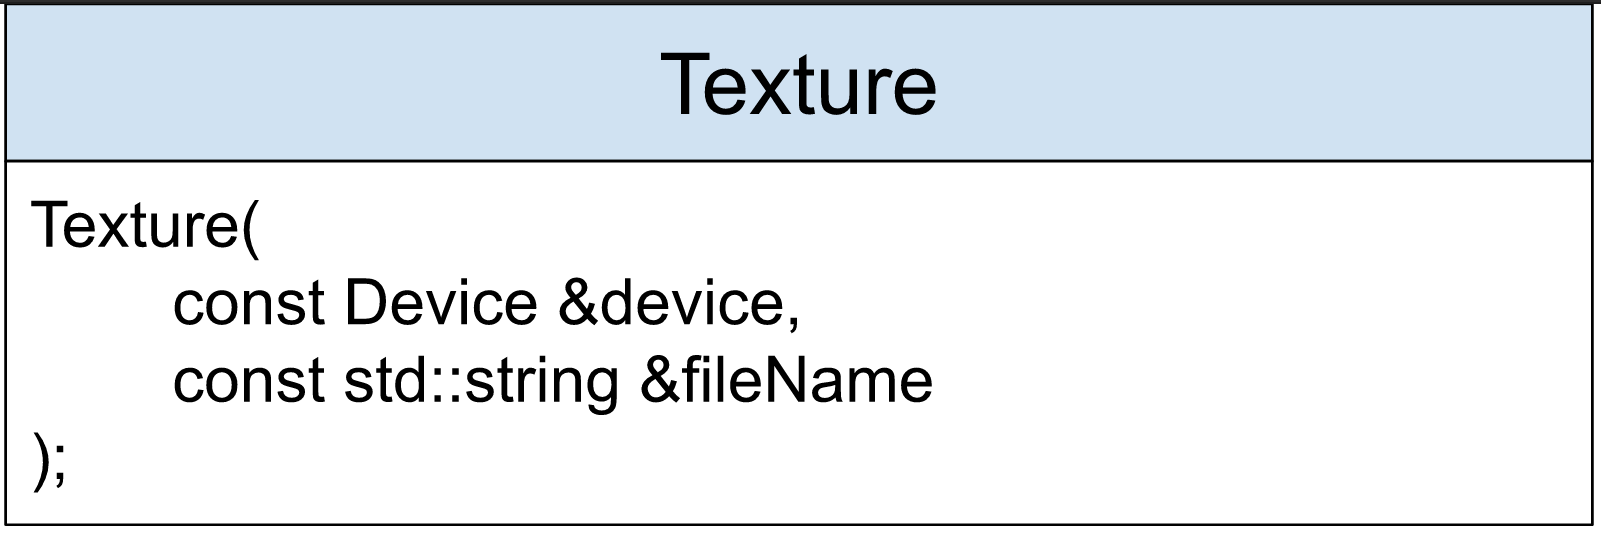 Texture
Texture(
const Device &device,
const std::string &fileName
);